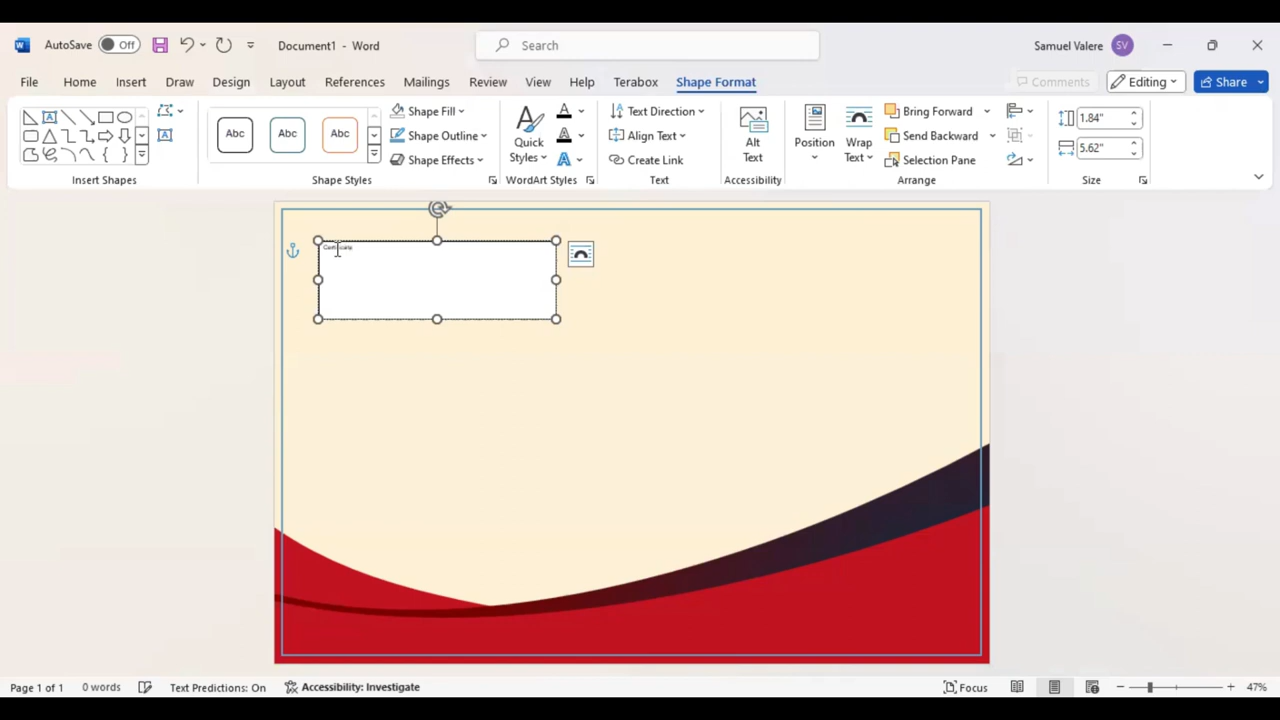 AutoSave Off Document1 - Word Search Samuel Valere SV
File Home Insert Draw Design Layout References Mailings Review View Help Terabox Shape Format Comments Editing Share
Abc Abc Abc
Shape Fill
Shape Outline
Shape Effects
Quick
Styles
A
A
A
Text Direction
Align Text
Create Link
Alt
Text
Position
Wrap
Text
Bring Forward
Send Backward
Selection Pane
1.84"
5.62"
Insert Shapes Shape Styles WordArt Styles Text Accessibility Arrange Size
Certificate
Page 1 of 1 0 words Text Predictions: On Accessibility: Investigate Focus 47%